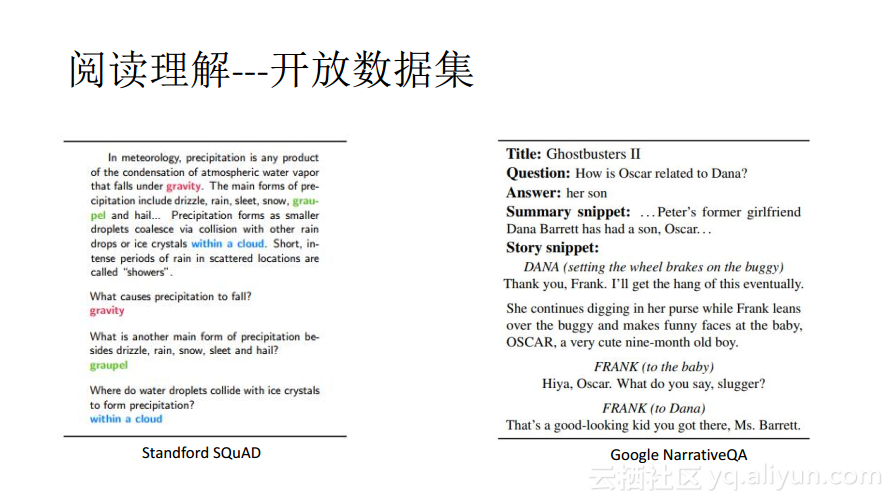 阅读理解---开放数据集
In meteorology, precipitation is any product
of the condensation of atmospheric water vapor
that falls under gravity. The main forms of pre-
cipitation include drizzle, rain, sleet, snow, grau-
pel and hail... Precipitation forms as smaller
droplets coalesce via collision with other rain
drops or ice crystals within a cloud. Short, in-
tense periods of rain in scattered locations are
called “showers”.
What causes precipitation to fall?
gravity
What is another main form of precipitation be-
sides drizzle, rain, snow, sleet and hail?
graupel
Where do water droplets collide with ice crystals
to form precipitation?
within a cloud
Standford SQuAD
Title: Ghostbusters II
Question: How is Oscar related to Dana?
Answer: her son
Summary snippet: ...Peter's former girlfriend
Dana Barrett has had a son, Oscar...
Story snippet:
DANA (setting the wheel brakes on the buggy)
Thank you, Frank. I'll get the hang of this eventually.
She continues digging in her purse while Frank leans
over the buggy and makes funny faces at the baby,
OSCAR, a very cute nine-month old boy.
FRANK (to the baby)
Hiya, Oscar. What do you say, slugger?
FRANK (to Dana)
That's a good-looking kid you got there, Ms. Barrett.
Google NarrativeQA
云栖社区 yq.aliyun.com